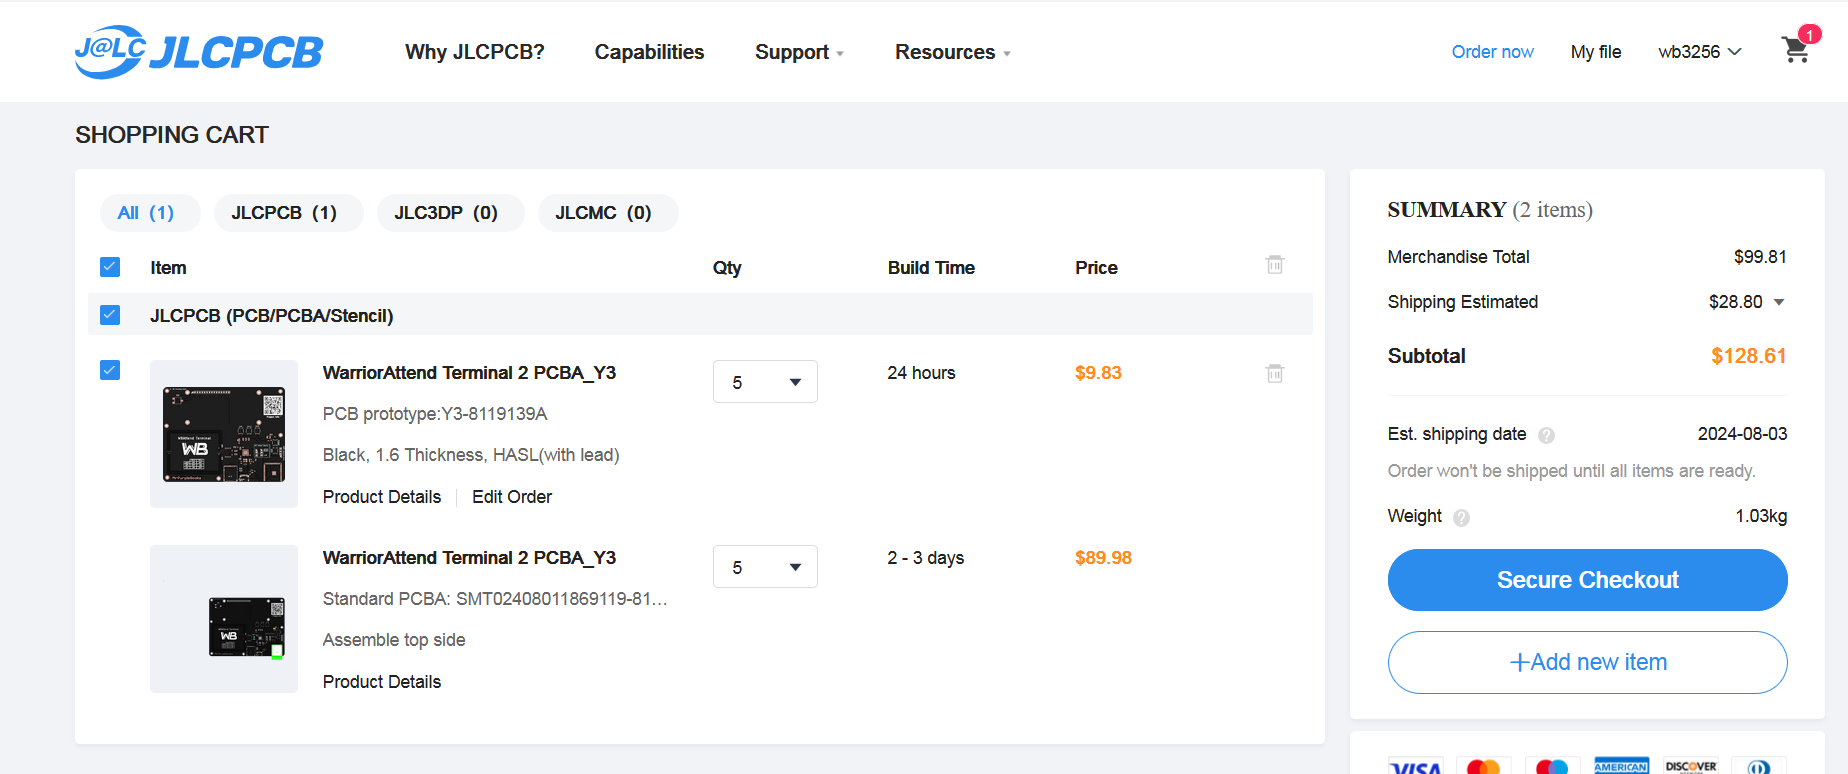 J@LC JLCPCB
Why JLCPCB?
Capabilities
Support
Resources
Order now
My file
wb3256
1
SHOPPING CART
All (1)
JLCPCB (1)
JLC3DP (0)
JLCMC (0)
Item
Qty
Build Time
Price
JLCPCB (PCB/PCBA/Stencil)
WarriorAttend Terminal 2 PCBA_Y3
5
24 hours
$9.83
PCB prototype:Y3-8119139A
Black, 1.6 Thickness, HASL(with lead)
Product Details
Edit Order
WB
WarriorAttend Terminal 2 PCBA_Y3
5
2 - 3 days
$89.98
Standard PCBA: SMT02408011869119-81...
Assemble top side
Product Details
WB
SUMMARY (2 items)
Merchandise Total
$99.81
Shipping Estimated
$28.80
Subtotal
$128.61
Est. shipping date ?
2024-08-03
Order won't be shipped until all items are ready.
Weight ?
1.03kg
Secure Checkout
+Add new item
VISA
AMERICAN
DISCOVER